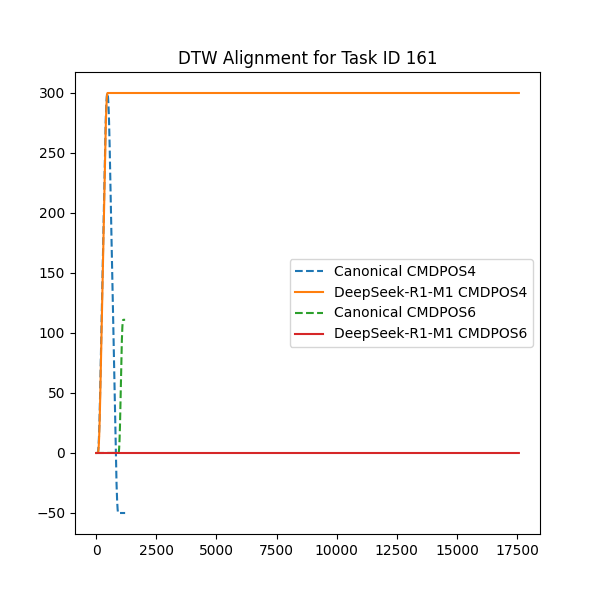 DTW Alignment for Task ID 161
300
250
200
150
100
50
0
−50
Canonical CMDPOS4
DeepSeek-R1-M1 CMDPOS4
Canonical CMDPOS6
DeepSeek-R1-M1 CMDPOS6
0 2500 5000 7500 10000 12500 15000 17500